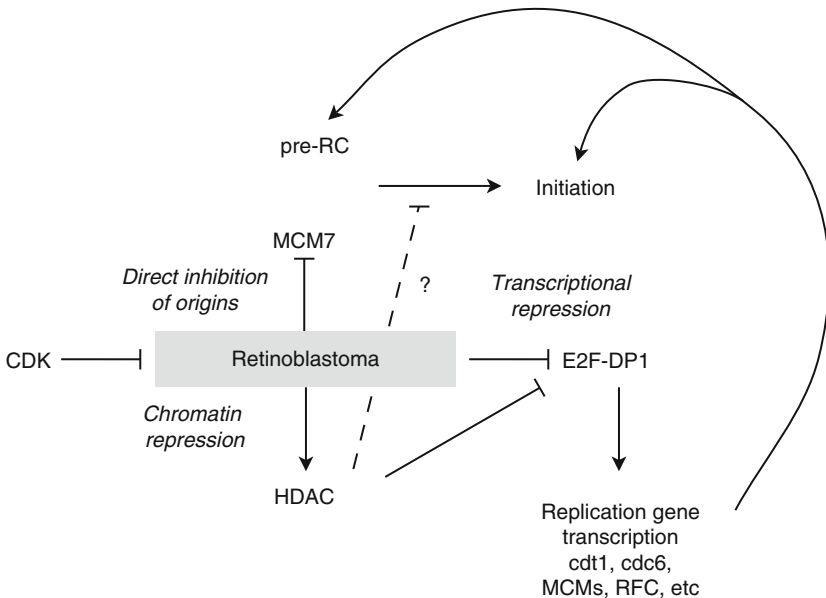 pre-RC
Initiation
MCM7
Direct inhibition
of origins
?
Transcriptional
repression
CDK
Retinoblastoma
E2F-DP1
Chromatin
repression
HDAC
Replication gene
transcription
cdt1, cdc6,
MCMs, RFC, etc